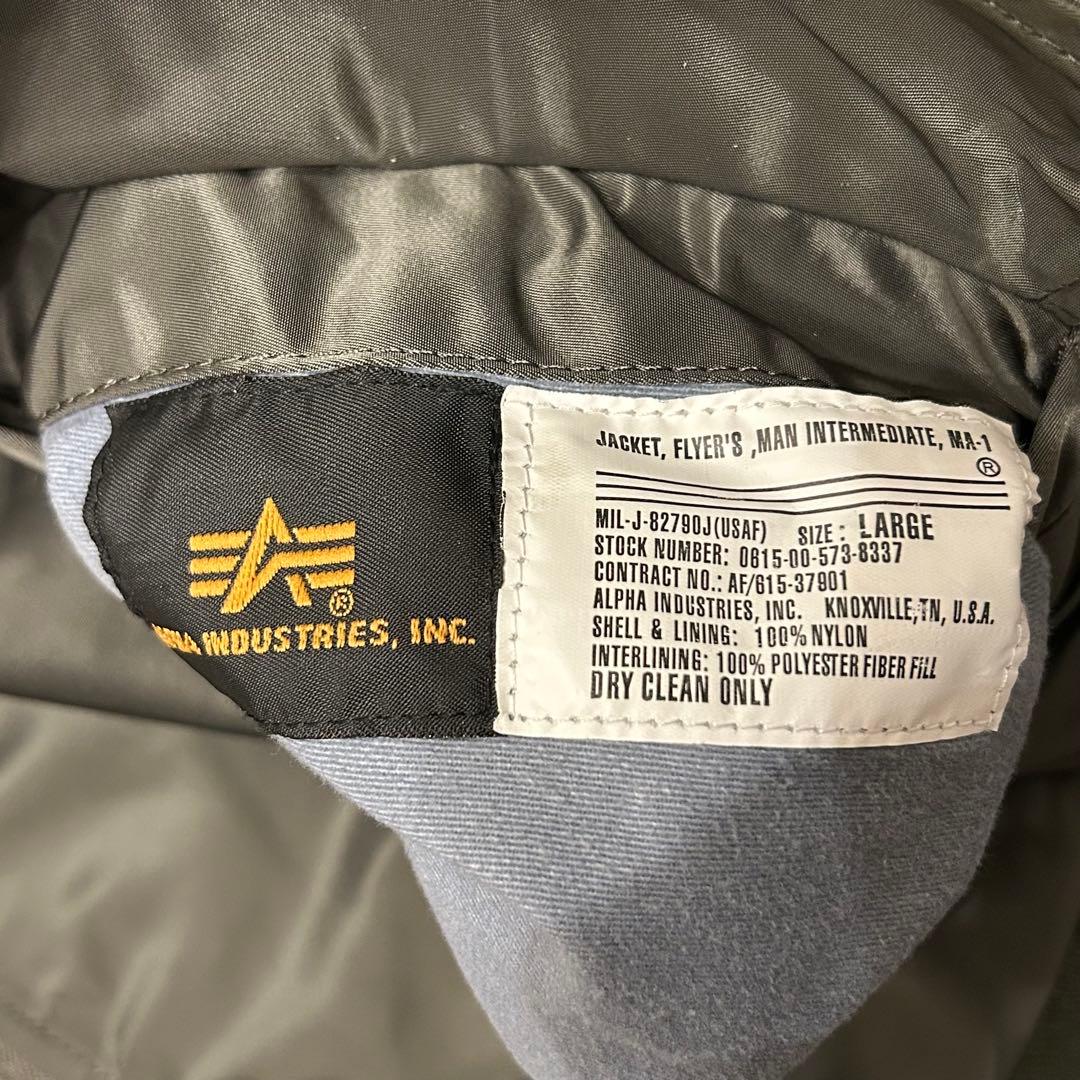 INDUSTRIES, INC.
®
JACKET, FLYER'S ,MAN INTERMEDIATE, MA-1
®
MIL-J-82790J(USAF) SIZE: LARGE
STOCK NUMBER: 0615-00-573-8337
CONTRACT NO.: AF/615-37901
ALPHA INDUSTRIES, INC. KNOXVILLE,TN, U.S.A.
SHELL & LINING: 100% NYLON
INTERLINING: 100% POLYESTER FIBER FILL
DRY CLEAN ONLY